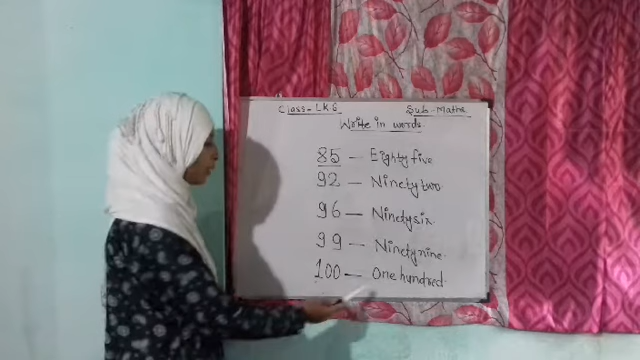 Class- LKG Sub- Maths
Write in words.
85 — Eighty five
92 — Ninety two
96 — Ninety six
99 — Ninety nine
100 — One hundred